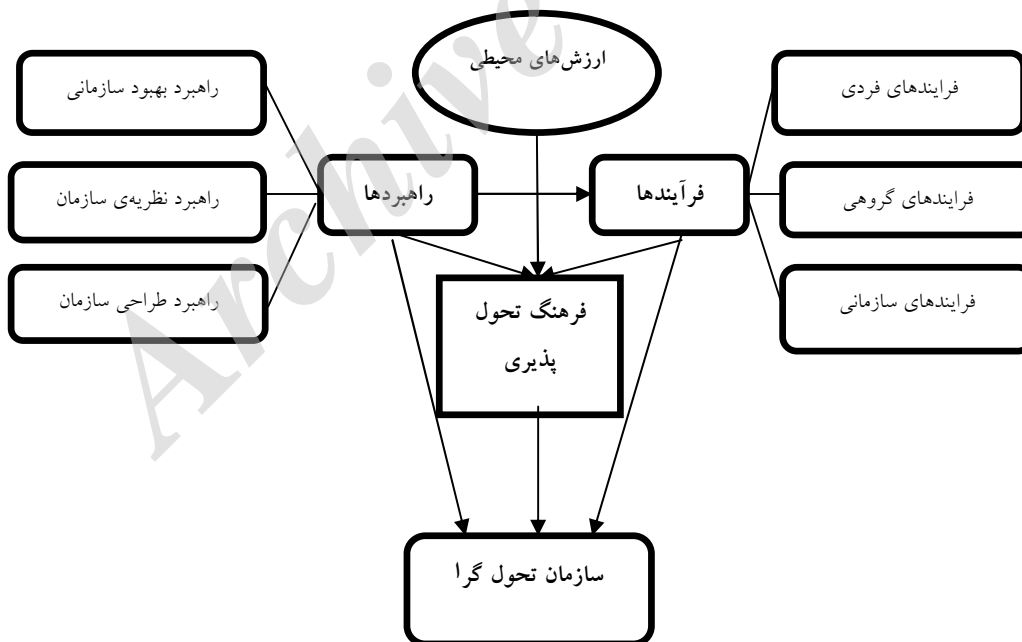 ارزش‌های محیطی
راهبرد بهبود سازمانی
فرایندهای فردی
راهبرد نظریه‌ی سازمان
راهبردها
فرآیندها
فرایندهای گروهی
راهبرد طراحی سازمان
فرهنگ تحول
پذیری
فرایندهای سازمانی
سازمان تحول گرا
Archive